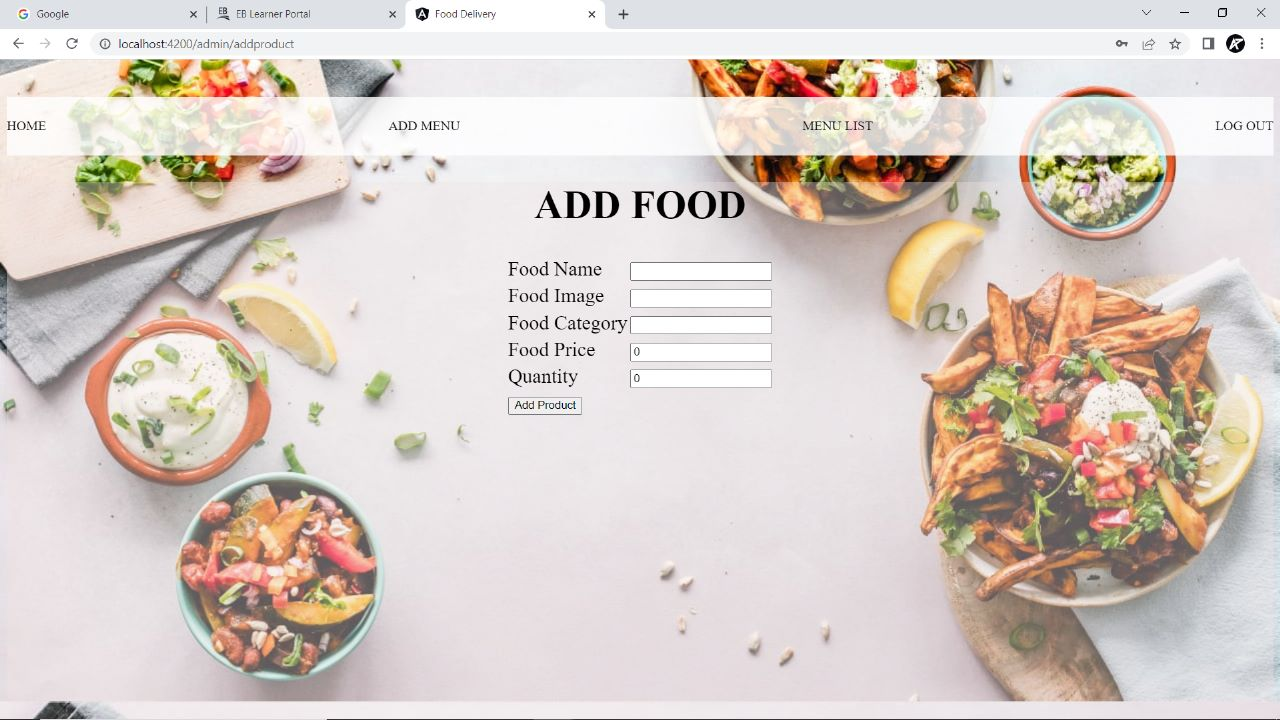 Google
EB Learner Portal
Food Delivery
localhost:4200/admin/addproduct
HOME
ADD MENU
MENU LIST
LOG OUT
ADD FOOD
Food Name
Food Image
Food Category
Food Price 0
Quantity 0
Add Product